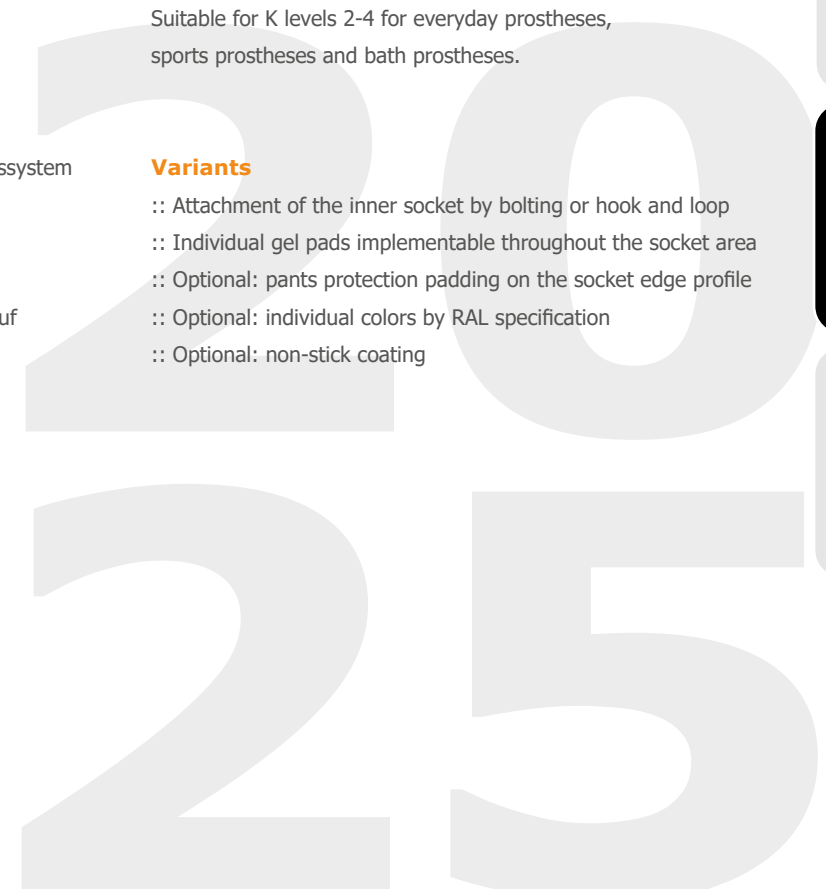 Suitable for K levels 2-4 for everyday prostheses,
sports prostheses and bath prostheses.
ssystem
uf
Variants
:: Attachment of the inner socket by bolting or hook and loop
:: Individual gel pads implementable throughout the socket area
:: Optional: pants protection padding on the socket edge profile
:: Optional: individual colors by RAL specification
:: Optional: non-stick coating
20
25